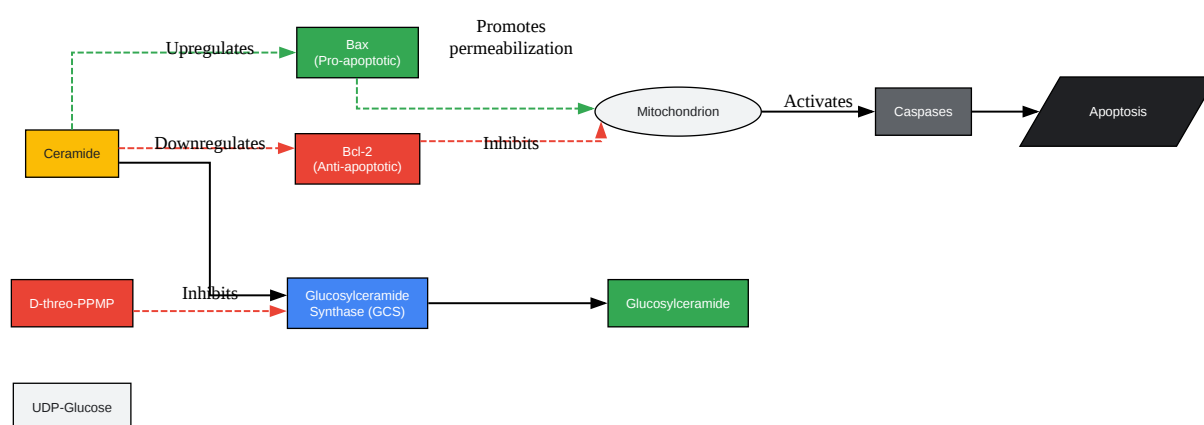 Promotes
permeabilization
Upregulates
Bax
(Pro-apoptotic)
Mitochondrion
Activates
Caspases
Apoptosis
Ceramide
Downregulates
Bcl-2
(Anti-apoptotic)
Inhibits
D-threo-PPMP
Inhibits
Glucosylceramide
Synthase (GCS)
Glucosylceramide
UDP-Glucose